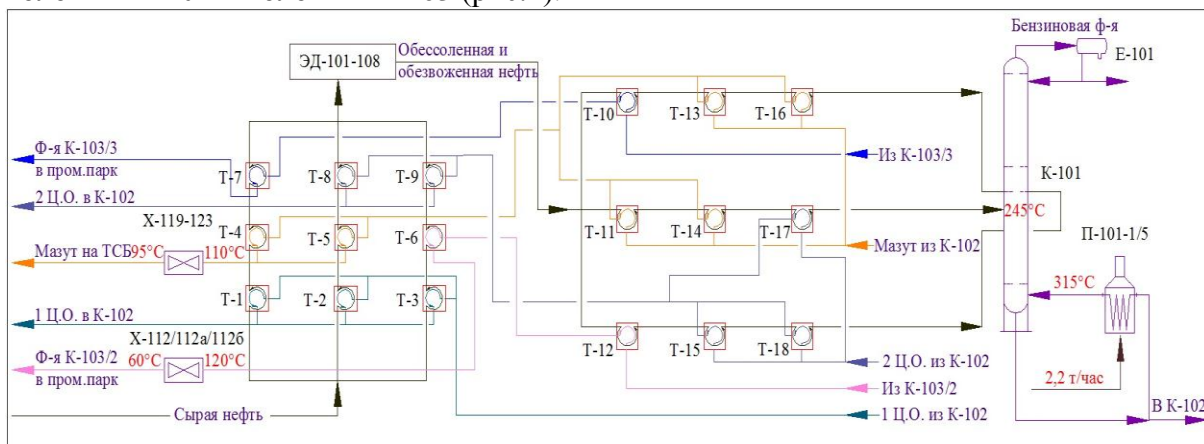 Бензиновая ф-я
Е-101
ЭД-101-108
Обессоленная и
обезвоженная нефть
Т-10
Т-13
Т-16
Ф-я К-103/3
в пром.парк
Т-7
Т-8
Т-9
Из К-103/3
К-101
2 Ц.О. в К-102
Х-119-123
Т-4
Т-5
Т-6
Т-11
Т-14
Т-17
245°С
Мазут на ТСБ
95°С
110°С
Мазут из К-102
П-101-1/5
315°С
Т-1
Т-2
Т-3
1 Ц.О. в К-102
Х-112/112а/112б
Т-12
Т-15
Т-18
Ф-я К-103/2
в пром.парк
60°С
120°С
2 Ц.О. из К-102
Из К-103/2
2,2 т/час
Сырая нефть
1 Ц.О. из К-102
В К-102